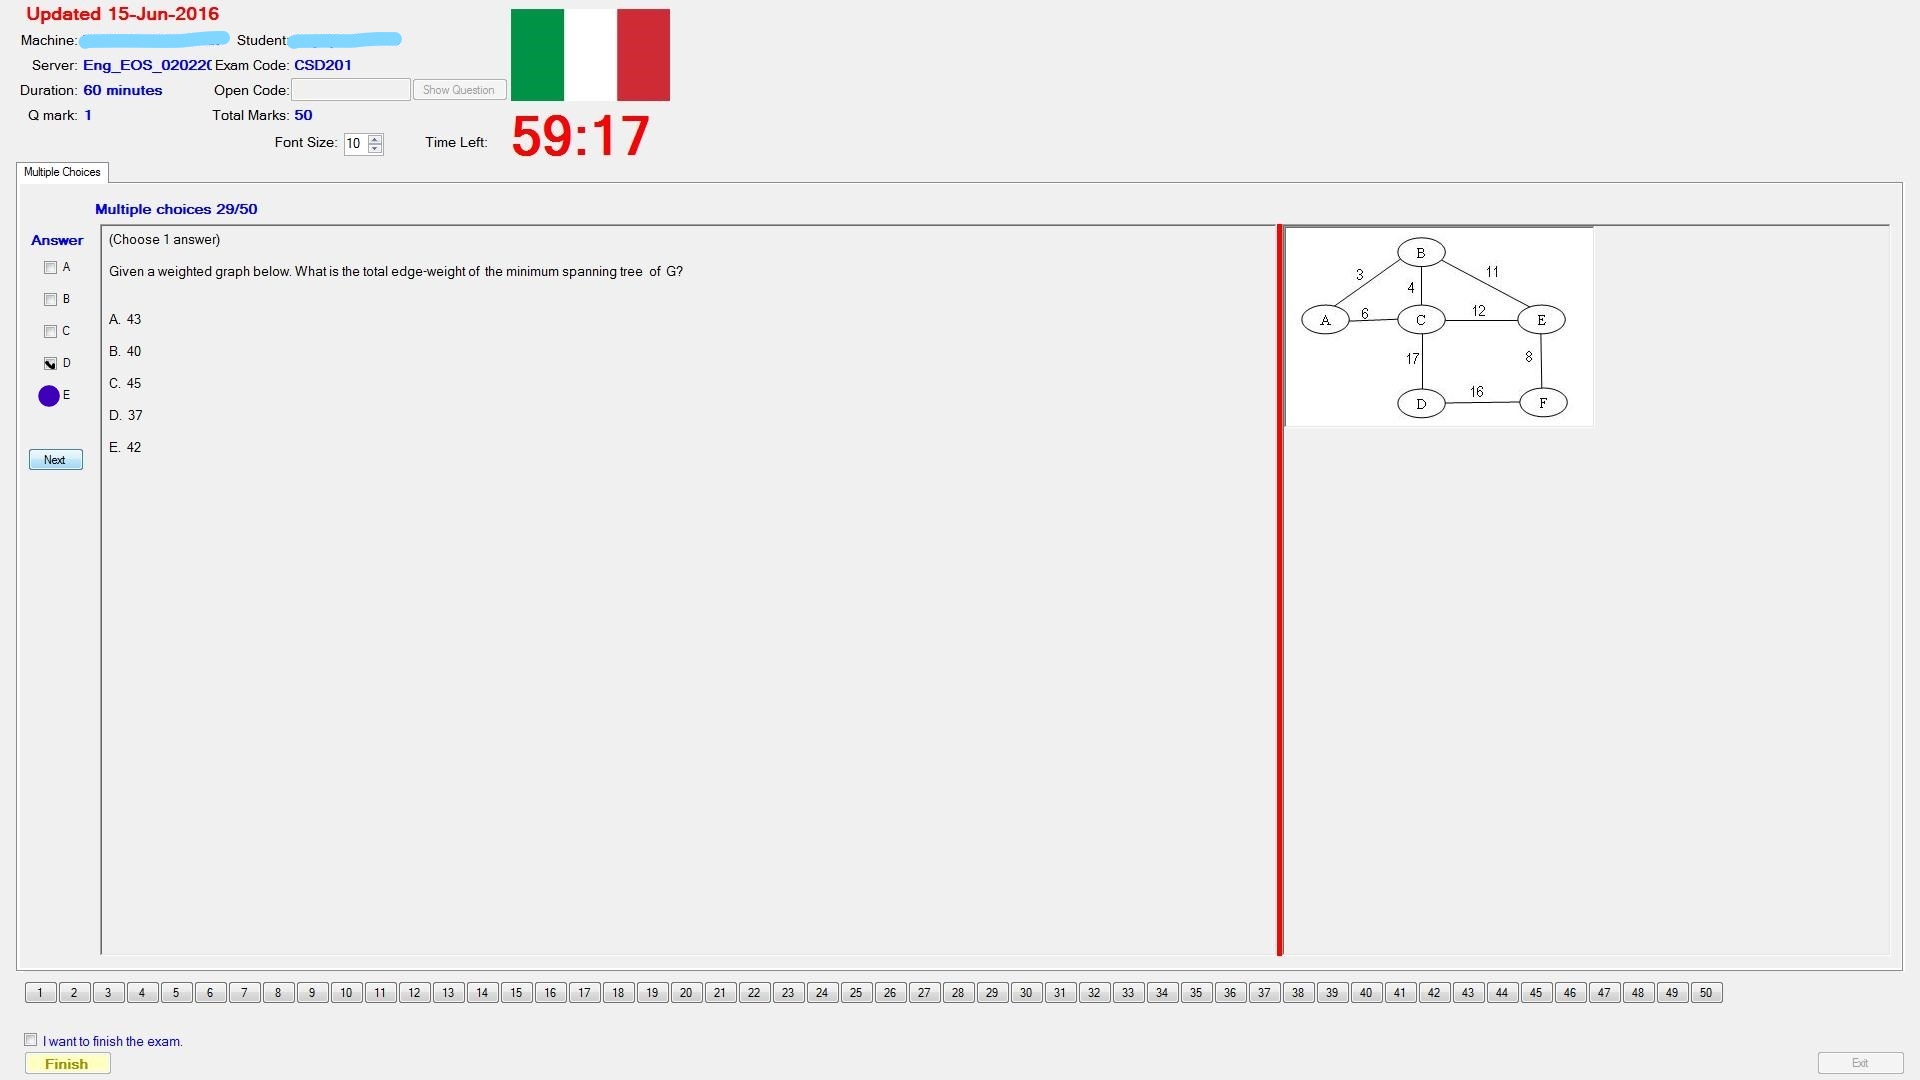 Updated 15-Jun-2016
Machine: Student:
Server: Eng_EOS_02022 Exam Code: CSD201
Duration: 60 minutes Open Code: Show Question
Q mark: 1 Total Marks: 50
Font Size: 10 Time Left: 59:17
Multiple Choices
Multiple choices 29/50
Answer
A
B
C
D
E
Next
(Choose 1 answer)
Given a weighted graph below. What is the total edge-weight of the minimum spanning tree of G?
A. 43
B. 40
C. 45
D. 37
E. 42
B
3
11
4
A
6
C
12
E
17
8
16
D
F
1 2 3 4 5 6 7 8 9 10 11 12 13 14 15 16 17 18 19 20 21 22 23 24 25 26 27 28 29 30 31 32 33 34 35 36 37 38 39 40 41 42 43 44 45 46 47 48 49 50
I want to finish the exam.
Finish
Exit